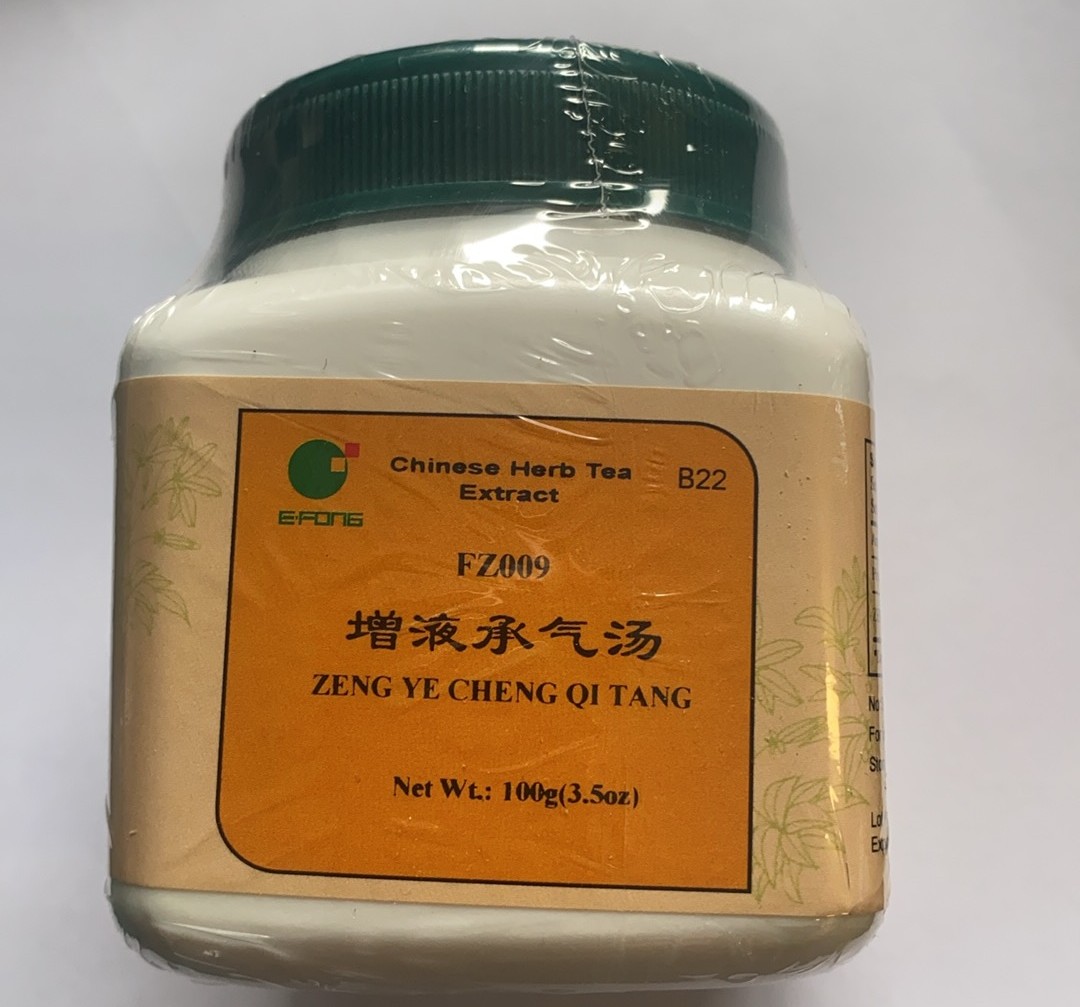 Chinese Herb Tea
Extract
B22
E·FONG
FZ009
增液承气汤
ZENG YE CHENG QI TANG
Net Wt.: 100g(3.5oz)